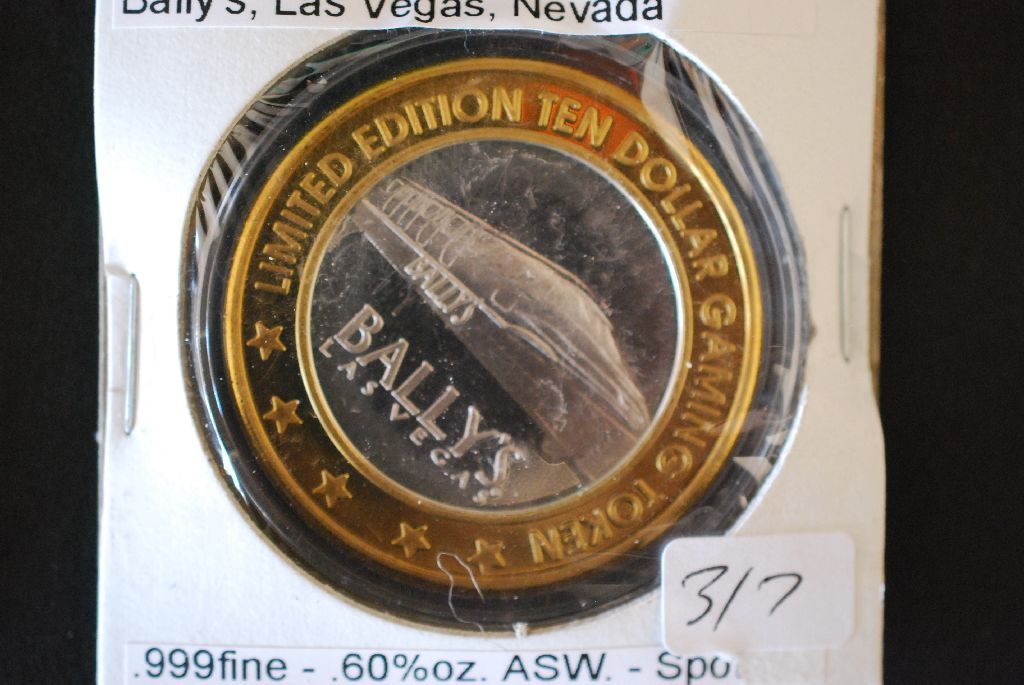 Bally's, Las Vegas, Nevada
LIMITED EDITION TEN DOLLAR GAMING TOKEN
BALLYS
BALLY'S
LAS VEGAS
317
.999fine - .60%oz. ASW. - Spo